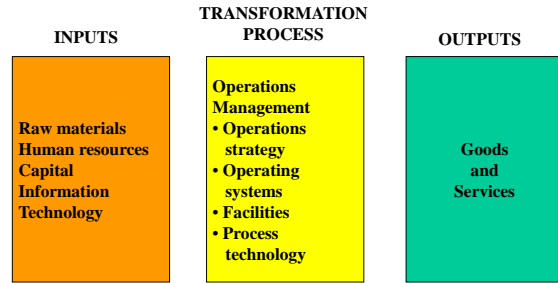 INPUTS
Raw materials
Human resources
Capital
Information
Technology
TRANSFORMATION
PROCESS
Operations
Management
• Operations
strategy
• Operating
systems
• Facilities
• Process
technology
OUTPUTS
Goods
and
Services